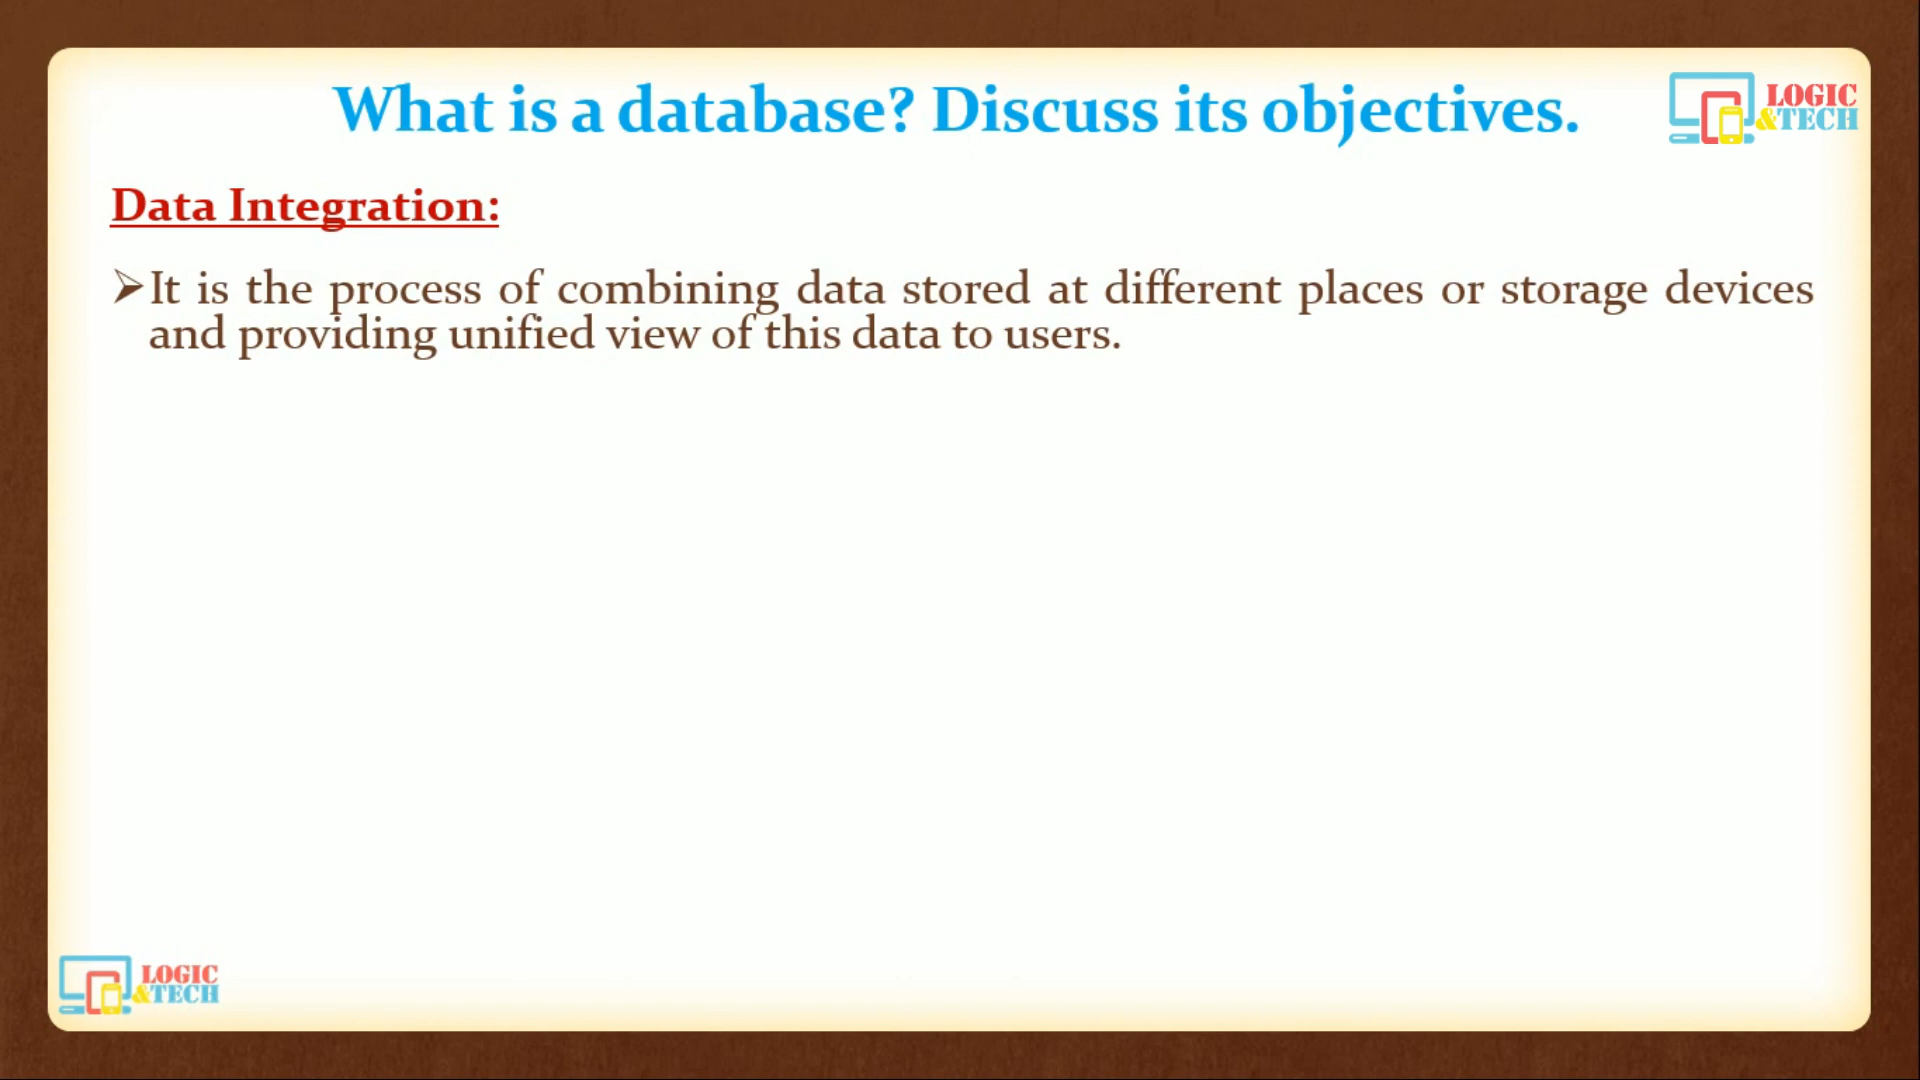 What is a database? Discuss its objectives.
LOGIC
&TECH
Data Integration:
➢It is the process of combining data stored at different places or storage devices
and providing unified view of this data to users.
LOGIC
&TECH